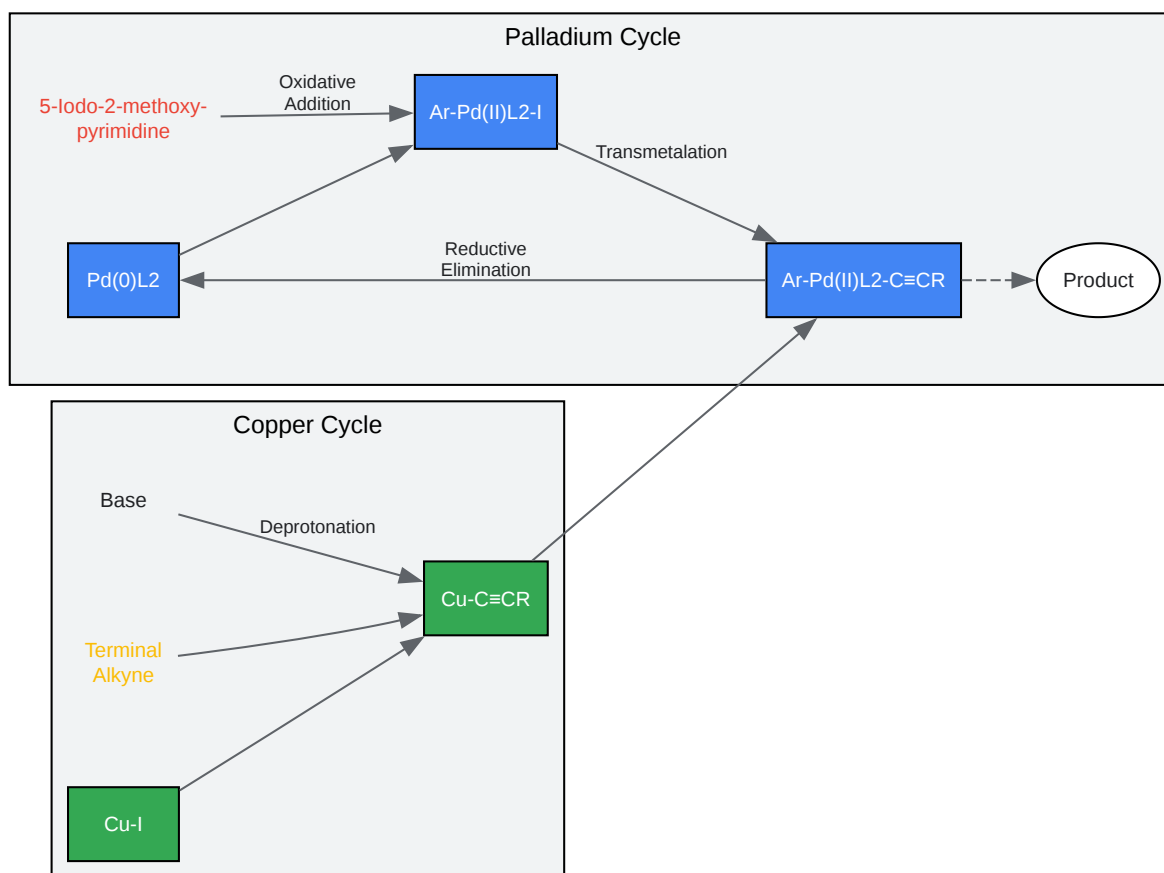 Palladium Cycle
Oxidative
Addition
5-Iodo-2-methoxy-
pyrimidine
Ar-Pd(II)L2-I
Transmetalation
Reductive
Elimination
Pd(0)L2
Ar-Pd(II)L2-C≡CR
Product
Copper Cycle
Base
Deprotonation
Cu-C≡CR
Terminal
Alkyne
Cu-I